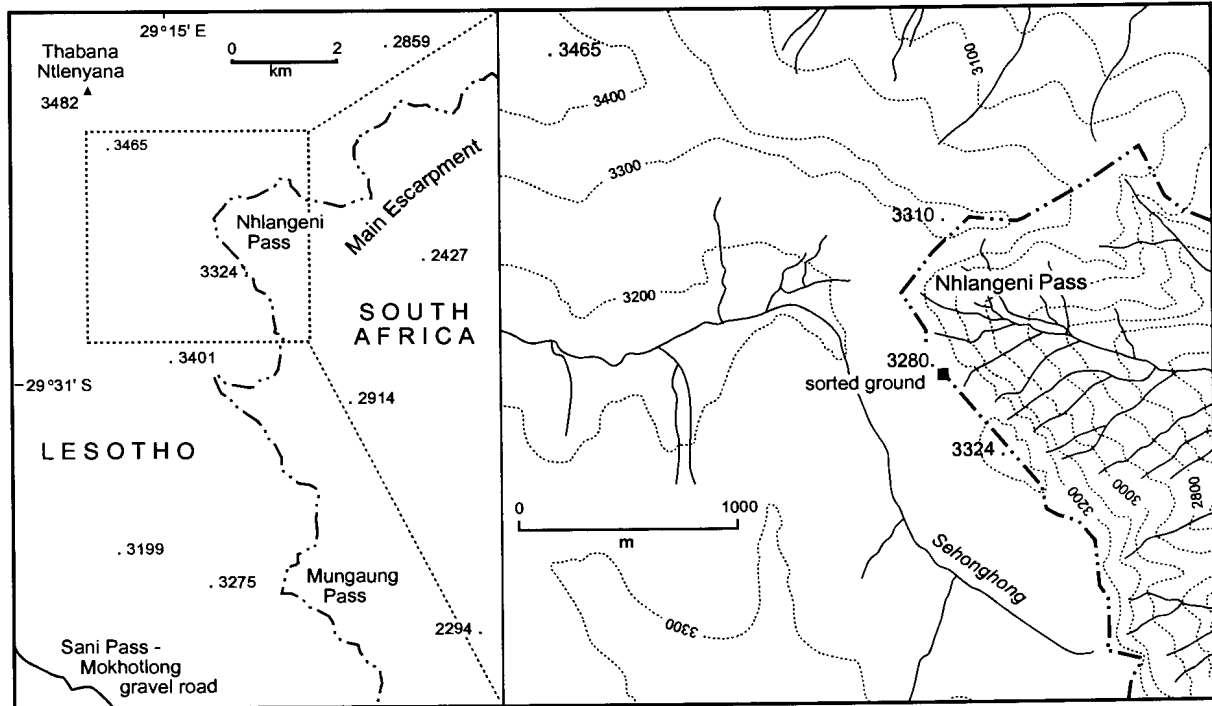 29°15' E
0 2
km
.2859
Thabana
Ntlenyana
3482
.3465
Nhlangeni
Pass
Main Escarpment
3324
.2427
SOUTH
AFRICA
.3401
29°31' S
.2914
LESOTHO
.3199
.3275
Mungaung
Pass
2294 .
Sani Pass -
Mokhotlong
gravel road
.3465
3400
3100
3300
3310 .
Nhlangeni Pass
3200
3280
sorted ground
3324 .
3200
3000
2800
0 1000
m
Sehonghong
3300